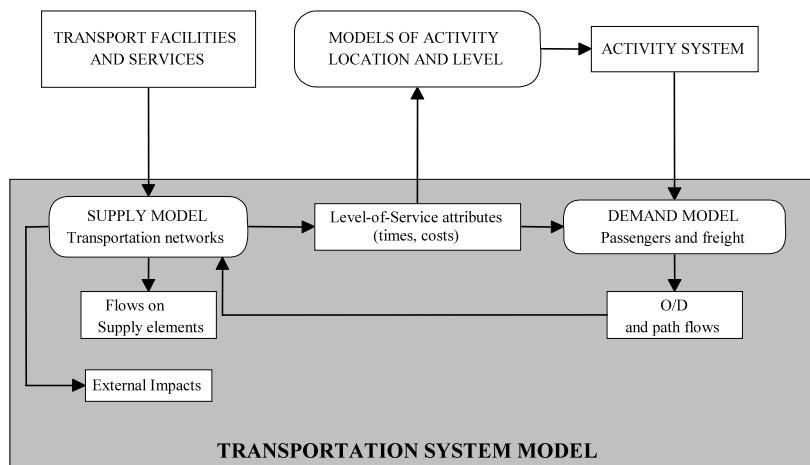 TRANSPORT FACILITIES
AND SERVICES
MODELS OF ACTIVITY
LOCATION AND LEVEL
ACTIVITY SYSTEM
SUPPLY MODEL
Transportation networks
Level-of-Service attributes
(times, costs)
DEMAND MODEL
Passengers and freight
Flows on
Supply elements
O/D
and path flows
External Impacts
TRANSPORTATION SYSTEM MODEL